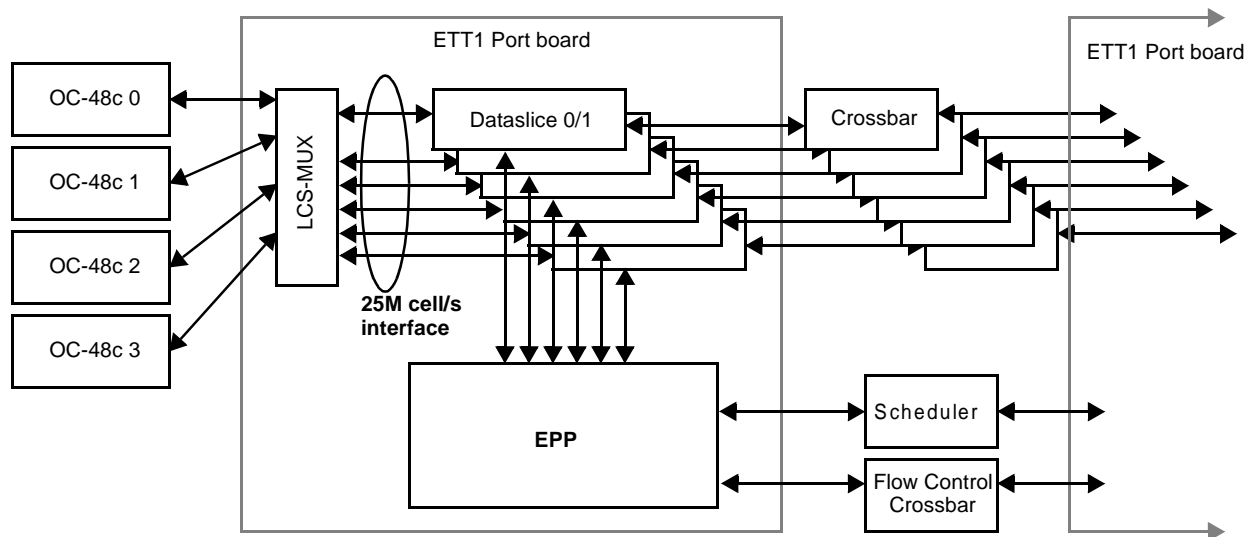 ETT1 Port board
ETT1 Port board
OC-48c 0
OC-48c 1
OC-48c 2
OC-48c 3
LCS-MUX
Dataslice 0/1
Crossbar
25M cell/s
interface
EPP
Scheduler
Flow Control
Crossbar